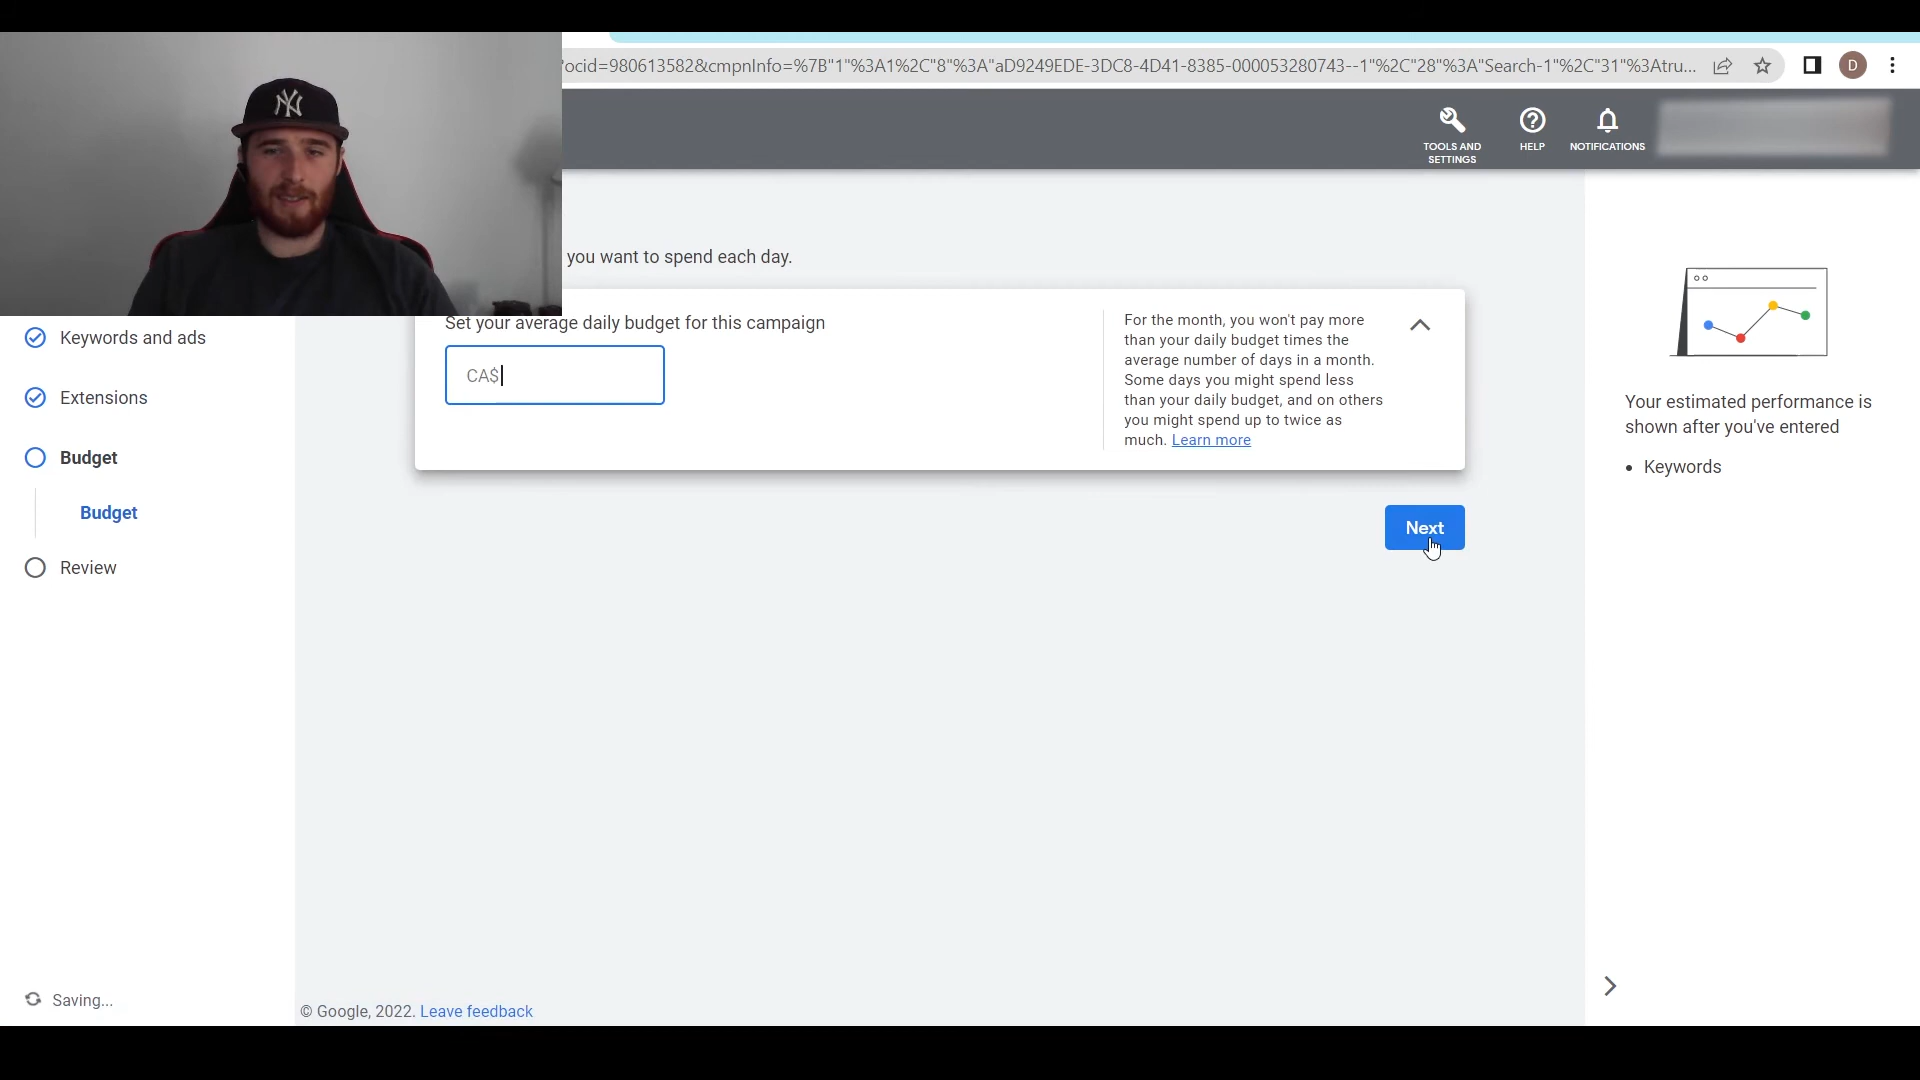 NY
ocid=980613582&cmpnInfo=%7B"1"%3A1%2C"8"%3A"aD9249EDE-3DC8-4D41-8385-000053280743--1"%2C"28"%3A"Search-1"%2C"31"%3Atru...
D
TOOLS AND
SETTINGS
HELP
NOTIFICATIONS
you want to spend each day.
Set your average daily budget for this campaign
CA$
For the month, you won't pay more
than your daily budget times the
average number of days in a month.
Some days you might spend less
than your daily budget, and on others
you might spend up to twice as
much. Learn more
Next
Keywords and ads
Extensions
Budget
Budget
Review
Your estimated performance is
shown after you've entered
• Keywords
Saving...
© Google, 2022. Leave feedback